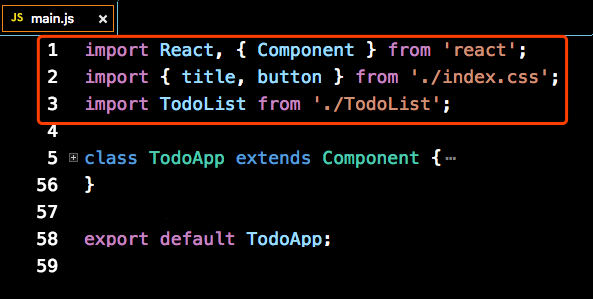 JS main.js ×
1 import React, { Component } from 'react';
2 import { title, button } from './index.css';
3 import TodoList from './TodoList';
4
5 class TodoApp extends Component {⋯
56 }
57
58 export default TodoApp;
59